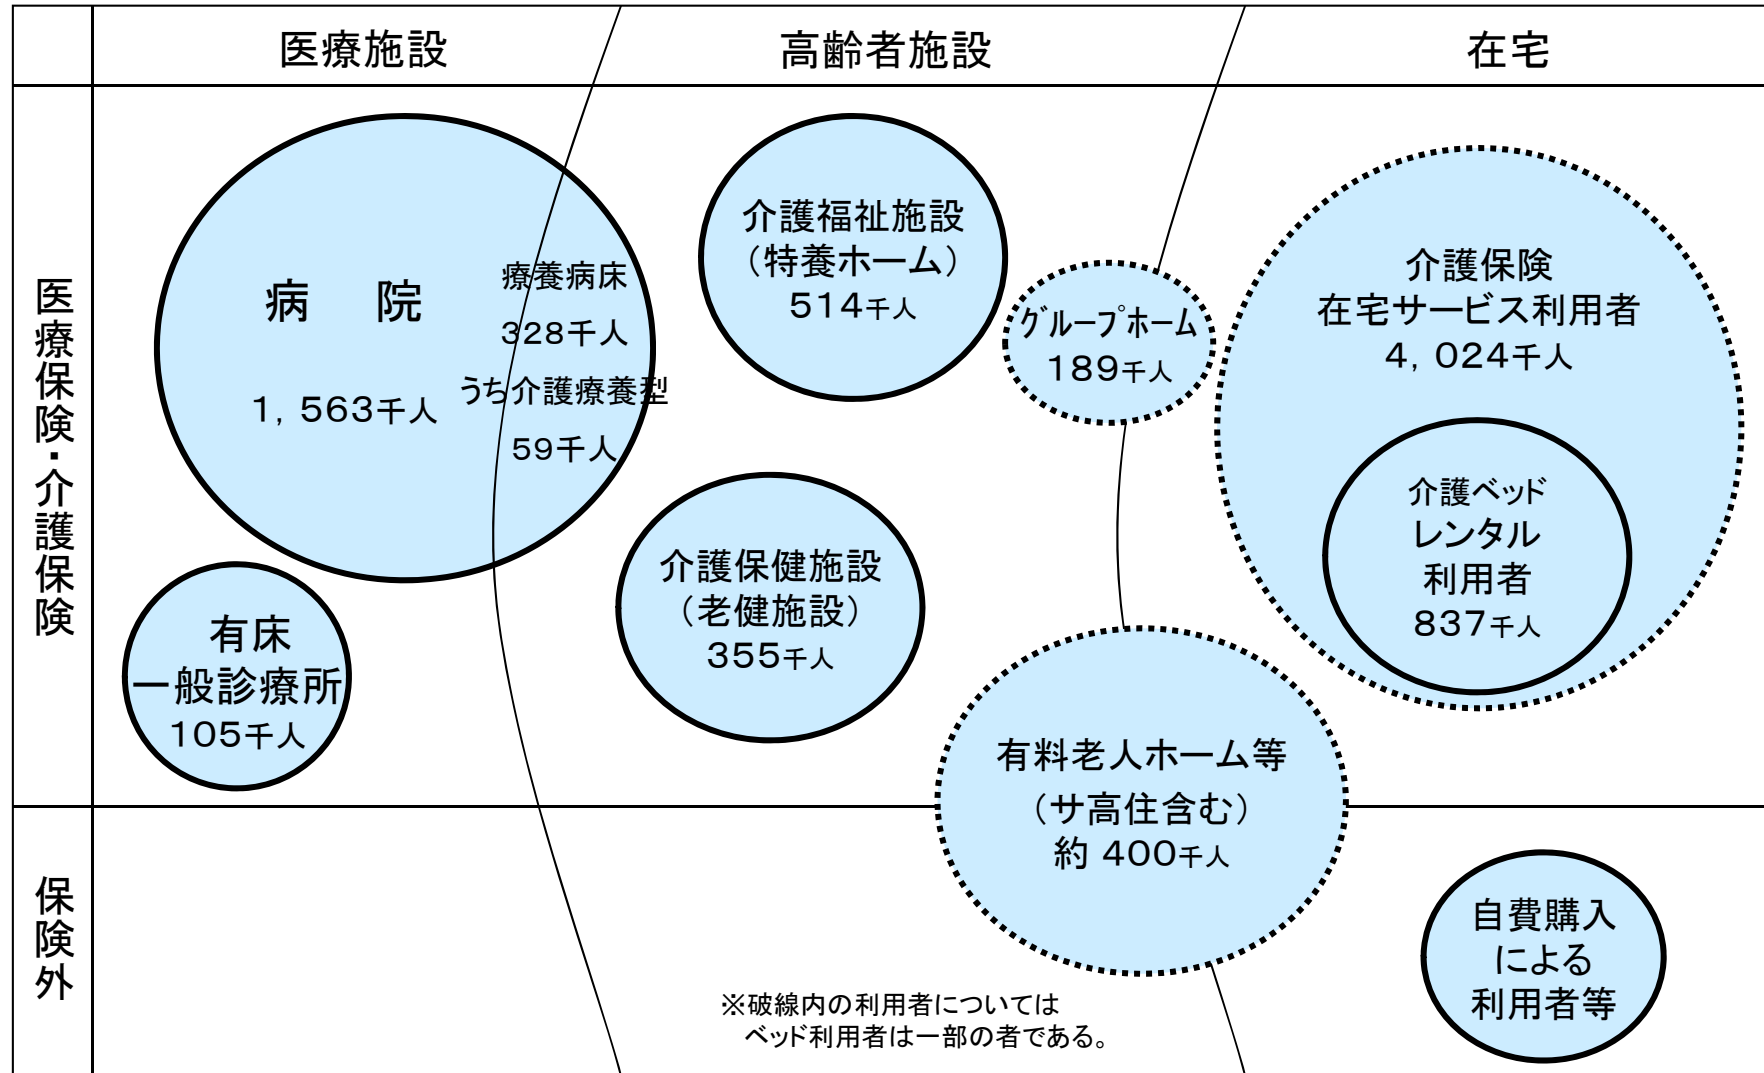 医療施設
高齢者施設
在宅
医療保険・介護保険
病　院
1，563千人
療養病床
328千人
うち介護療養型
59千人
有床
一般診療所
105千人
介護福祉施設
（特養ホーム）
514千人
グループホーム
189千人
介護保健施設
（老健施設）
355千人
介護保険
在宅サービス利用者
4，024千人
介護ベッド
レンタル
利用者
837千人
有料老人ホーム等
（サ高住含む）
約 400千人
保険外
自費購入
による
利用者等
※破線内の利用者については
ベッド利用者は一部の者である。